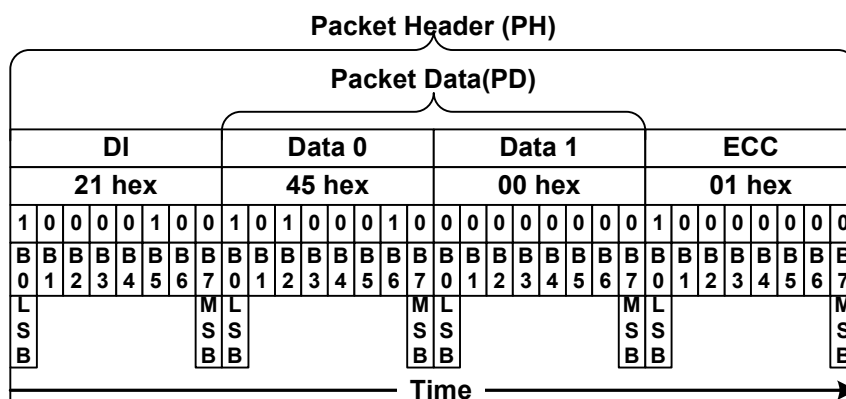 Packet Header (PH)
Packet Data(PD)
DI Data 0 Data 1 ECC
21 hex 45 hex 00 hex 01 hex
1 0 0 0 0 1 0 0 1 0 1 0 0 0 1 0 0 0 0 0 0 0 0 0 1 0 0 0 0 0 0 0
B B B B B B B B B B B B B B B B B B B B B B B B B B B B B B B B
0 1 2 3 4 5 6 7 0 1 2 3 4 5 6 7 0 1 2 3 4 5 6 7 0 1 2 3 4 5 6 7
L M L M L M L M
S S S S S S S S
B B B B B B B B
Time